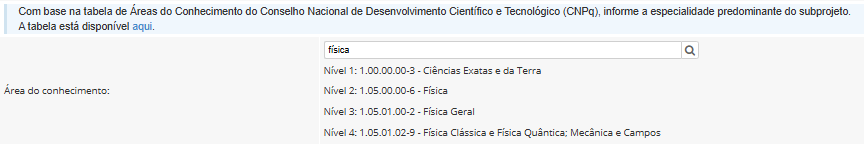 Com base na tabela de Áreas do Conhecimento do Conselho Nacional de Desenvolvimento Científico e Tecnológico (CNPq), informe a especialidade predominante do subprojeto.
A tabela está disponível aqui.
física
Nível 1: 1.00.00.00-3 - Ciências Exatas e da Terra
Área do conhecimento:
Nível 2: 1.05.00.00-6 - Física
Nível 3: 1.05.01.00-2 - Física Geral
Nível 4: 1.05.01.02-9 - Física Clássica e Física Quântica; Mecânica e Campos